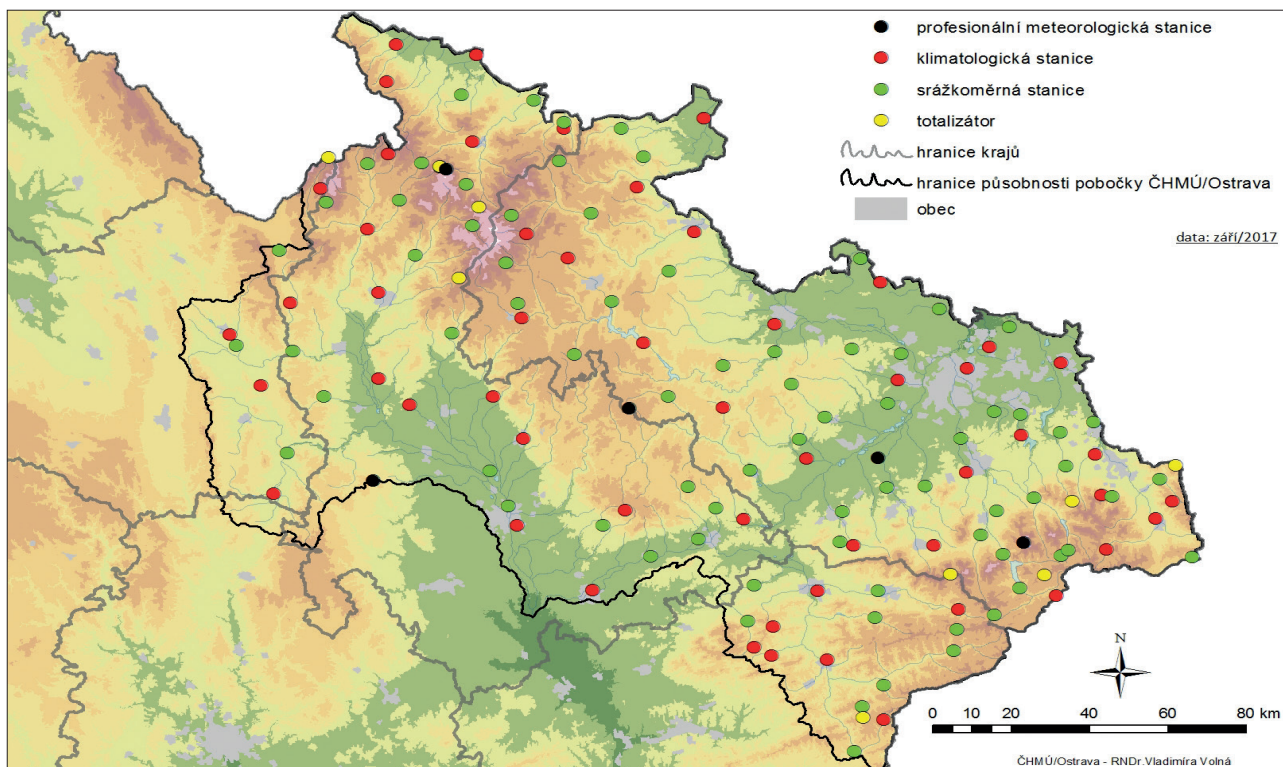 profesionální meteorologická stanice
klimatologická stanice
srážkoměrná stanice
totalizátor
hranice krajů
hranice působnosti pobočky ČHMÚ/Ostrava
obec
data: září/2017
N
0 10 20 40 60 80 km
ČHMÚ/Ostrava - RNDr.Vladimíra Volná